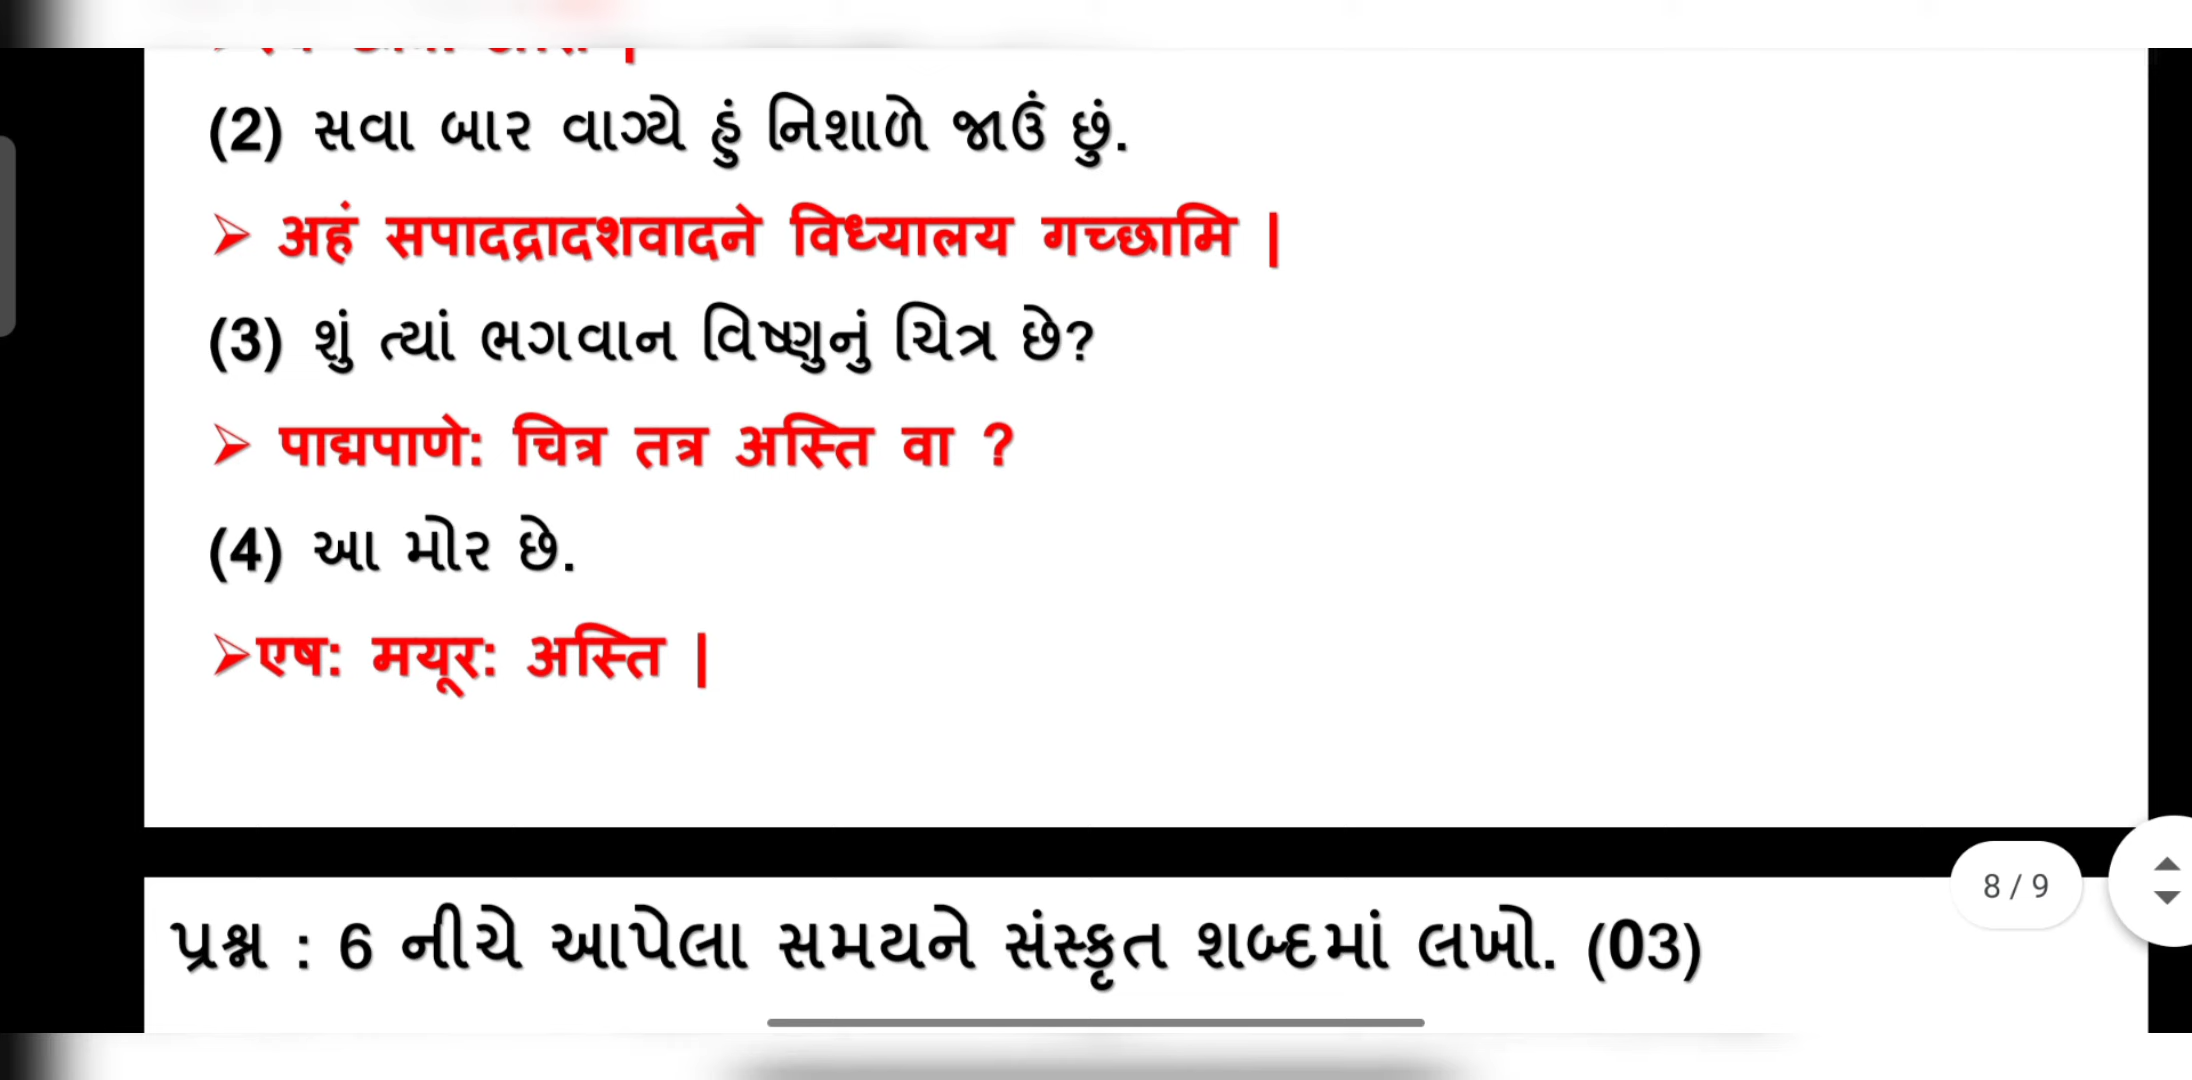 (2) સવા બાર વાગ્યે હું નિશાળે જાઉં છું.
➢ अहं सपादद्रादशवादने विध्यालय गच्छामि |
(3) શું ત્યાં ભગવાન વિષ્ણુનું ચિત્ર છે?
➢ पाद्मपाणे: चित्र तत्र अस्ति वा ?
(4) આ મોર છે.
➢एष: मयूर: अस्ति |
8 / 9
પ્રશ્ન : 6 નીચે આપેલા સમયને સંસ્કૃત શબ્દમાં લખો. (03)